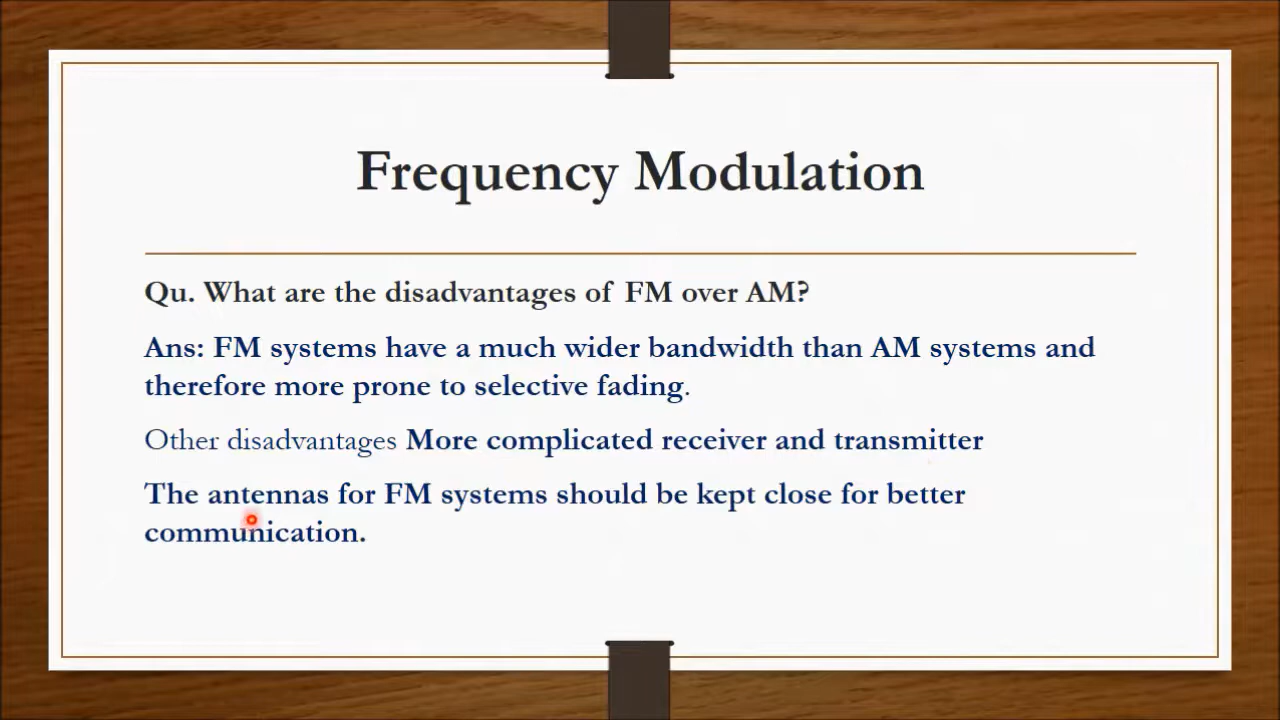 Frequency Modulation
Qu. What are the disadvantages of FM over AM?
Ans: FM systems have a much wider bandwidth than AM systems and
therefore more prone to selective fading.
Other disadvantages More complicated receiver and transmitter
The antennas for FM systems should be kept close for better
communication.